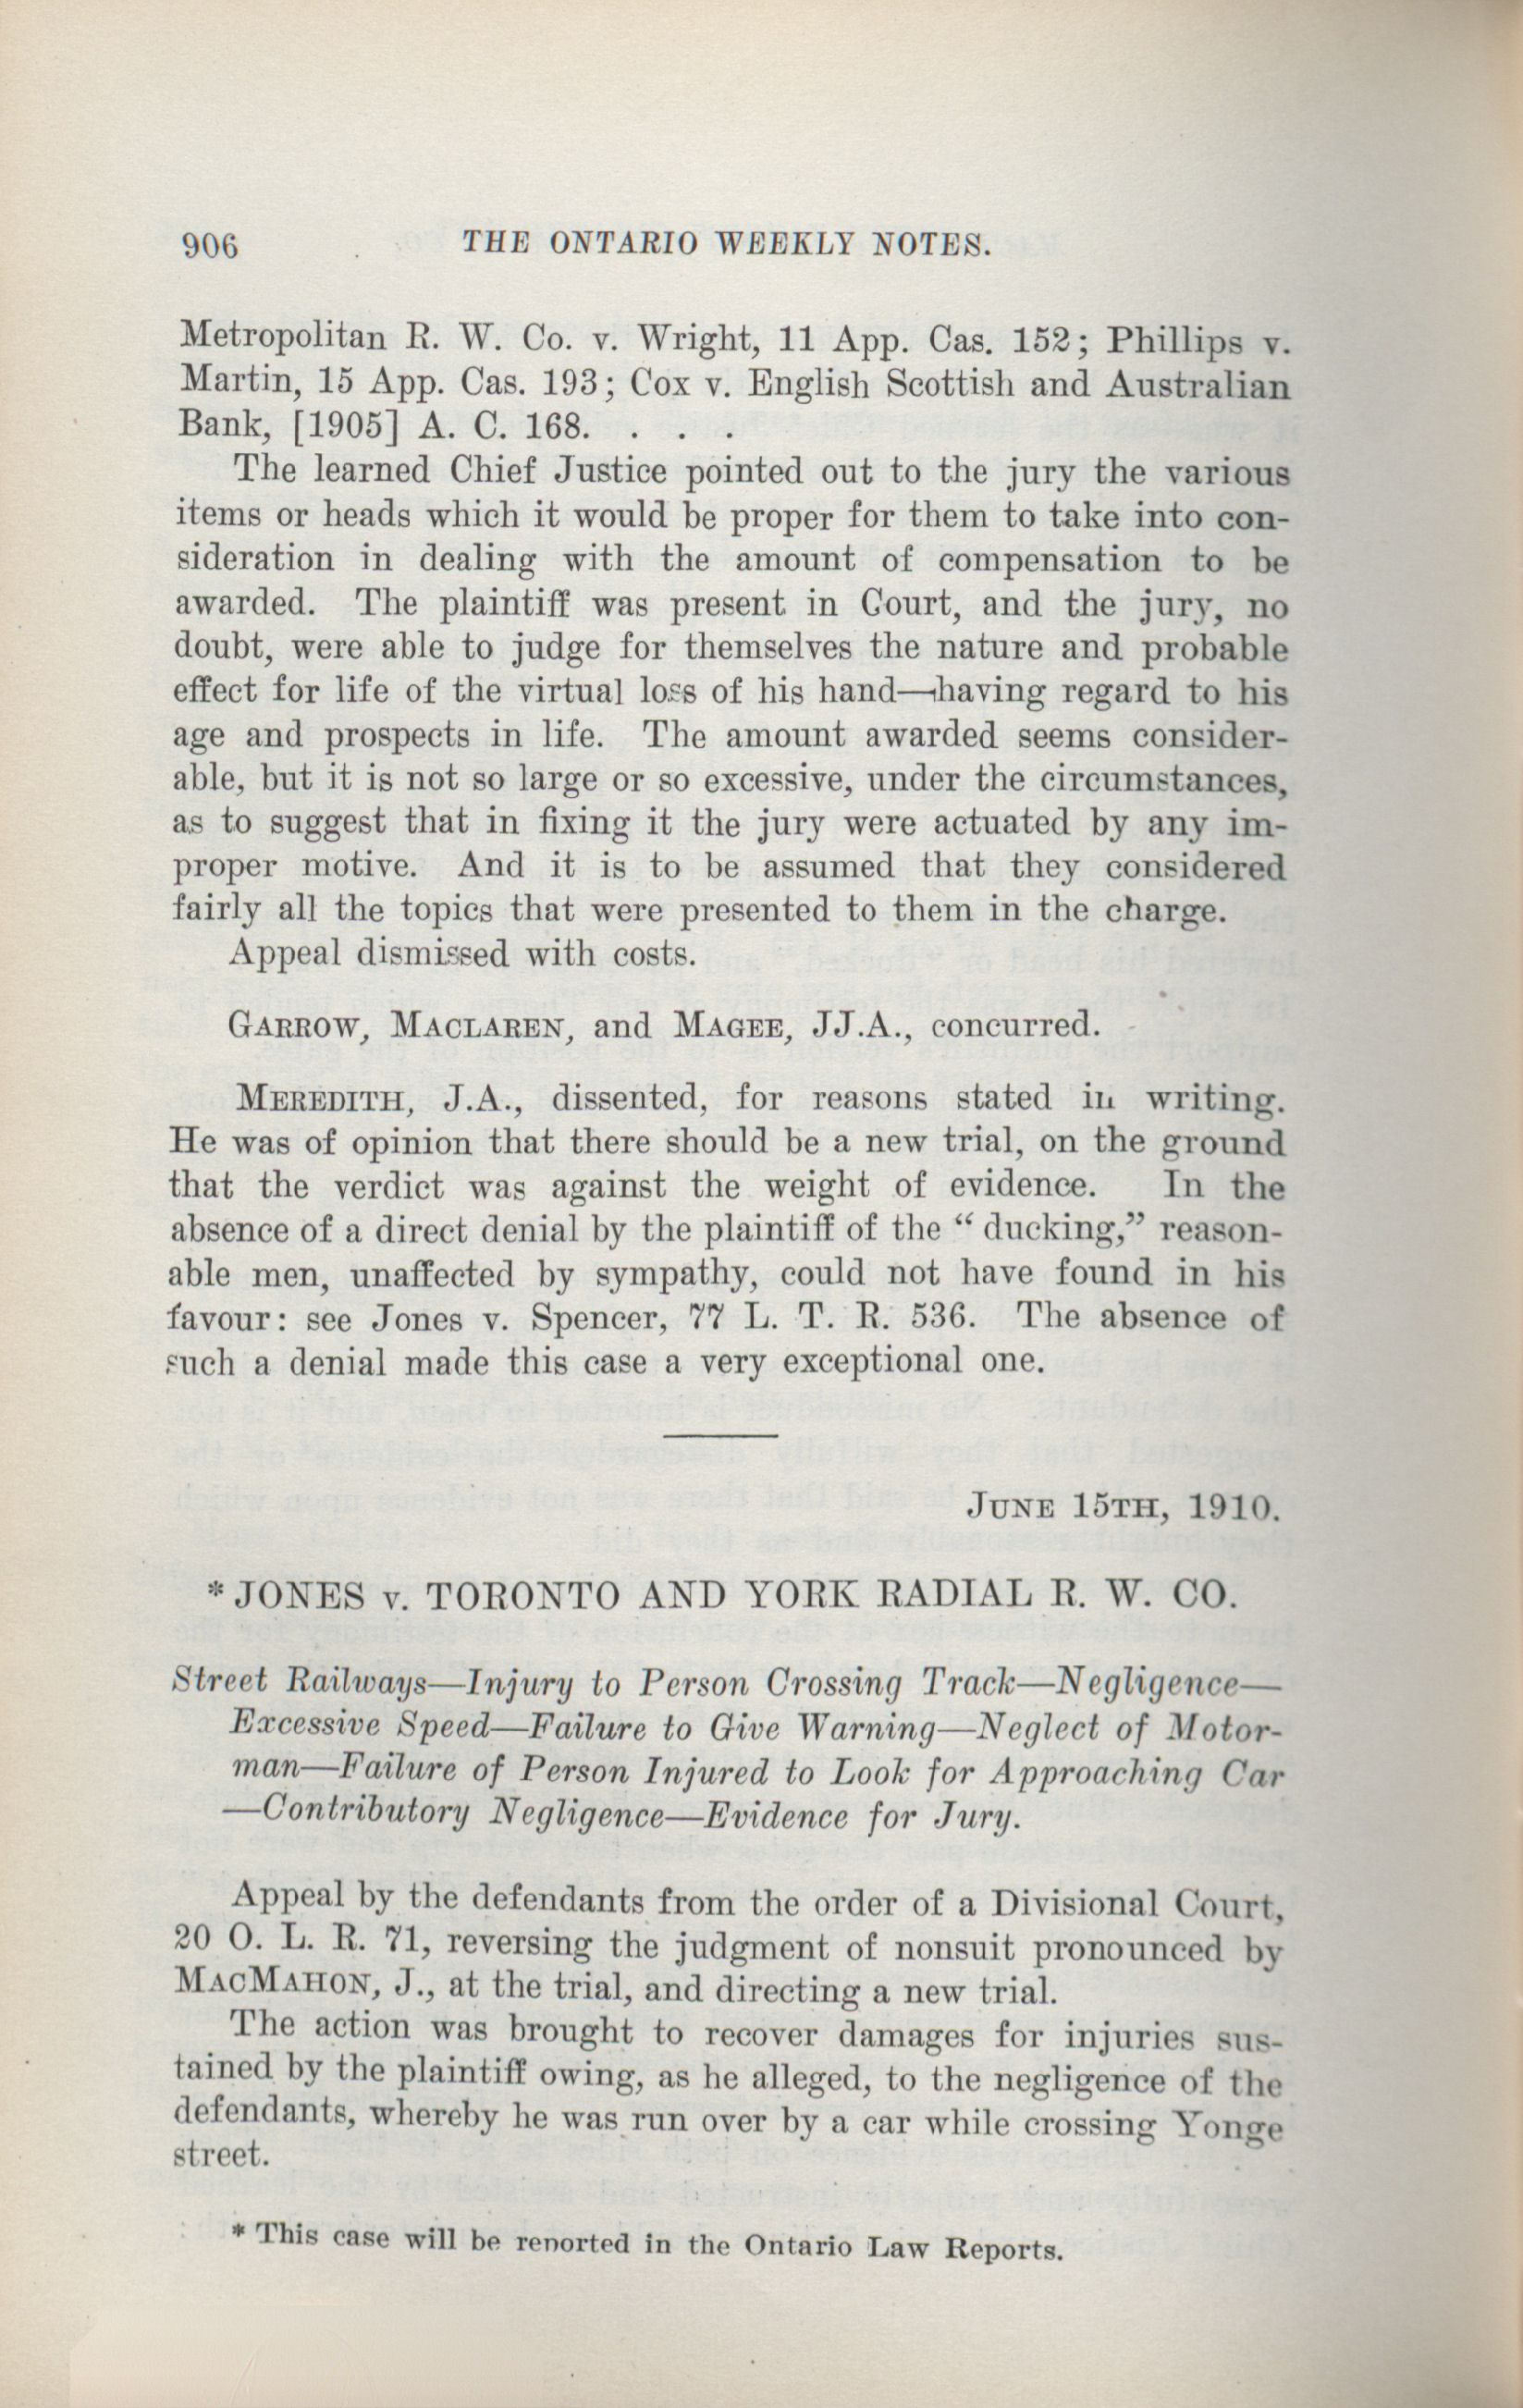 906 THE ONTARIO WEEKLY NOTES.
Metropolitan R. W. Co. v. Wright, 11 App. Cas. 152; Phillips v.
Martin, 15 App. Cas. 193; Cox v. English Scottish and Australian
Bank, [1905] A. C. 168. . . .
The learned Chief Justice pointed out to the jury the various
items or heads which it would be proper for them to take into con-
sideration in dealing with the amount of compensation to be
awarded. The plaintiff was present in Court, and the jury, no
doubt, were able to judge for themselves the nature and probable
effect for life of the virtual loss of his hand—having regard to his
age and prospects in life. The amount awarded seems consider-
able, but it is not so large or so excessive, under the circumstances,
as to suggest that in fixing it the jury were actuated by any im-
proper motive. And it is to be assumed that they considered
fairly all the topics that were presented to them in the charge.
Appeal dismissed with costs.
GARROW, MACLAREN, and MAGEE, JJ.A., concurred.
MEREDITH, J.A., dissented, for reasons stated in writing.
He was of opinion that there should be a new trial, on the ground
that the verdict was against the weight of evidence. In the
absence of a direct denial by the plaintiff of the “ ducking,” reason-
able men, unaffected by sympathy, could not have found in his
favour: see Jones v. Spencer, 77 L. T. R. 536. The absence of
such a denial made this case a very exceptional one.
JUNE 15TH, 1910.
* JONES v. TORONTO AND YORK RADIAL R. W. CO.
Street Railways—Injury to Person Crossing Track—Negligence—
Excessive Speed—Failure to Give Warning—Neglect of Motor-
man—Failure of Person Injured to Look for Approaching Car
—Contributory Negligence—Evidence for Jury.
Appeal by the defendants from the order of a Divisional Court,
20 O. L. R. 71, reversing the judgment of nonsuit pronounced by
MACMAHON, J., at the trial, and directing a new trial.
The action was brought to recover damages for injuries sus-
tained by the plaintiff owing, as he alleged, to the negligence of the
defendants, whereby he was run over by a car while crossing Yonge
street.
* This case will be reported in the Ontario Law Reports.